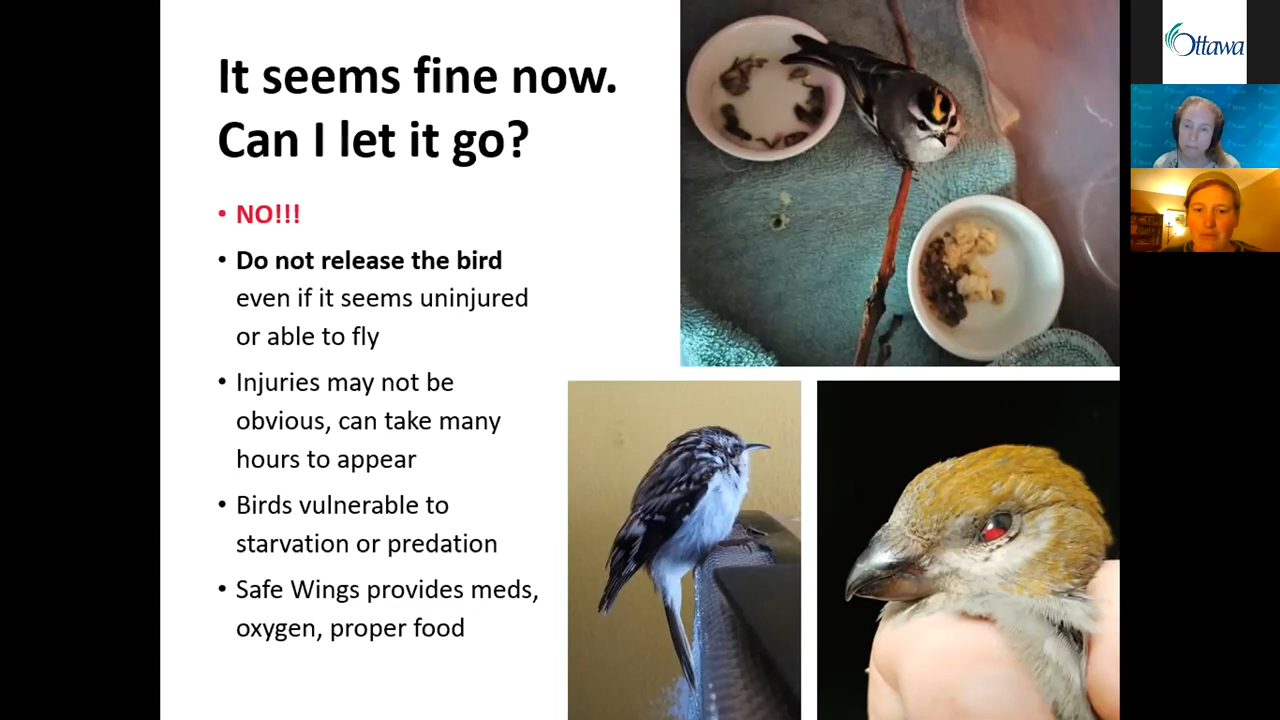 It seems fine now.
Can I let it go?
• NO!!!
• Do not release the bird
even if it seems uninjured
or able to fly
• Injuries may not be
obvious, can take many
hours to appear
• Birds vulnerable to
starvation or predation
• Safe Wings provides meds,
oxygen, proper food
Ottawa